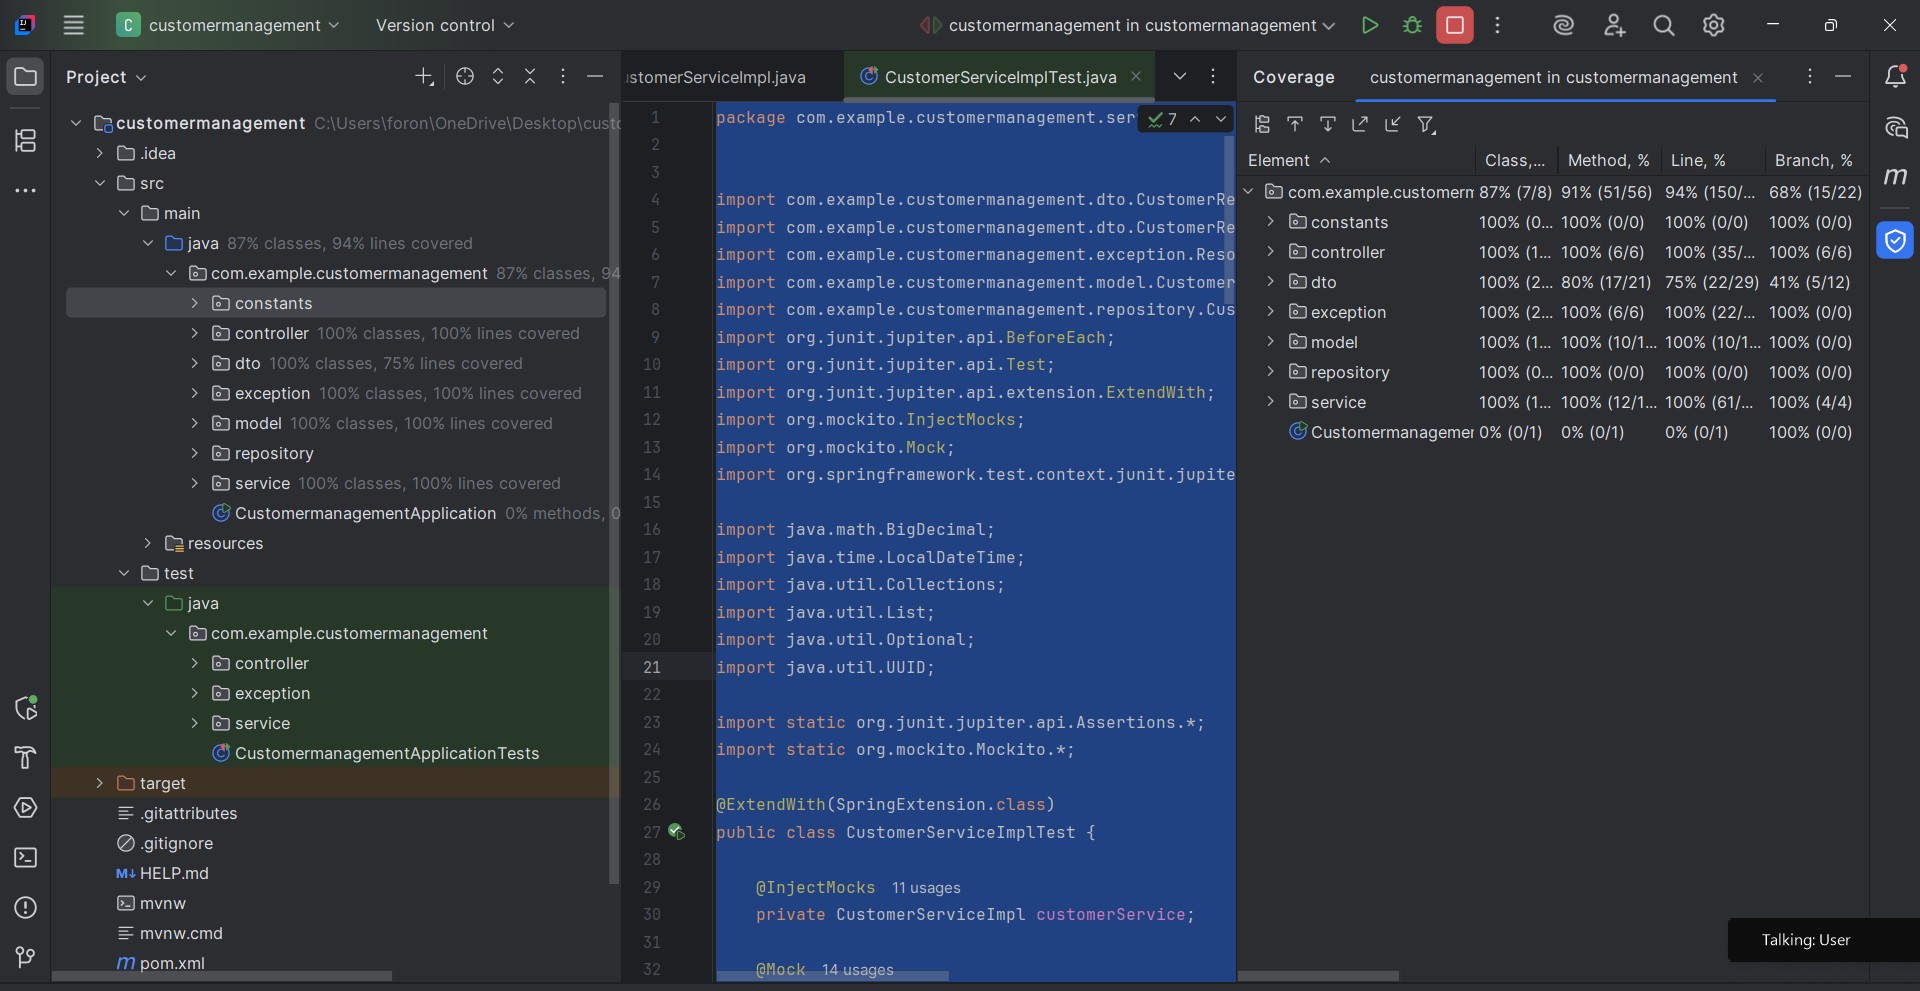 C customermanagement Version control customermanagement in customermanagement
Project
customermanagement C:\Users\foron\OneDrive\Desktop\custo
.idea
src
main
java 87% classes, 94% lines covered
com.example.customermanagement 87% classes, 94
constants
controller 100% classes, 100% lines covered
dto 100% classes, 75% lines covered
exception 100% classes, 100% lines covered
model 100% classes, 100% lines covered
repository
service 100% classes, 100% lines covered
CustomermanagementApplication 0% methods, 0
resources
test
java
com.example.customermanagement
controller
exception
service
CustomermanagementApplicationTests
target
.gitattributes
.gitignore
M↓ HELP.md
mvnw
mvnw.cmd
m pom.xml
ustomerServiceImpl.java CustomerServiceImplTest.java
7
1 package com.example.customermanagement.ser
2
3
4 import com.example.customermanagement.dto.CustomerRe
5 import com.example.customermanagement.dto.CustomerRe
6 import com.example.customermanagement.exception.Reso
7 import com.example.customermanagement.model.Customer
8 import com.example.customermanagement.repository.Cus
9 import org.junit.jupiter.api.BeforeEach;
10 import org.junit.jupiter.api.Test;
11 import org.junit.jupiter.api.extension.ExtendWith;
12 import org.mockito.InjectMocks;
13 import org.mockito.Mock;
14 import org.springframework.test.context.junit.jupite
15
16 import java.math.BigDecimal;
17 import java.time.LocalDateTime;
18 import java.util.Collections;
19 import java.util.List;
20 import java.util.Optional;
21 import java.util.UUID;
22
23 import static org.junit.jupiter.api.Assertions.*;
24 import static org.mockito.Mockito.*;
25
26 @ExtendWith(SpringExtension.class)
27 public class CustomerServiceImplTest {
28
29 @InjectMocks 11 usages
30 private CustomerServiceImpl customerService;
31
32 @Mock 14 usages
Coverage customermanagement in customermanagement
Element Class,... Method, % Line, % Branch, %
com.example.customerm 87% (7/8) 91% (51/56) 94% (150/... 68% (15/22)
constants 100% (0... 100% (0/0) 100% (0/0) 100% (0/0)
controller 100% (1... 100% (6/6) 100% (35/... 100% (6/6)
dto 100% (2... 80% (17/21) 75% (22/29) 41% (5/12)
exception 100% (2... 100% (6/6) 100% (22/... 100% (0/0)
model 100% (1... 100% (10/1... 100% (10/1... 100% (0/0)
repository 100% (0... 100% (0/0) 100% (0/0) 100% (0/0)
service 100% (1... 100% (12/1... 100% (61/... 100% (4/4)
Customermanagemer 0% (0/1) 0% (0/1) 0% (0/1) 100% (0/0)
m
Talking: User